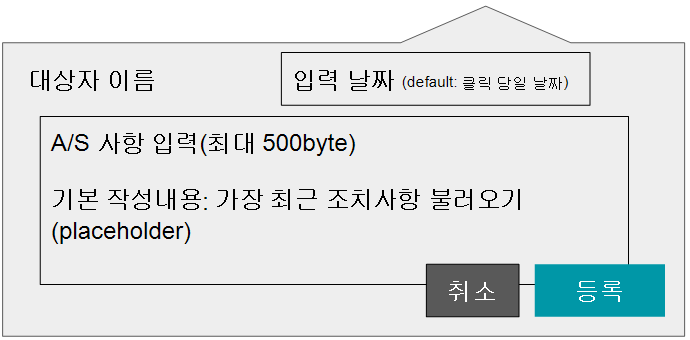 대상자 이름
입력 날짜 (default: 클릭 당일 날짜)
A/S 사항 입력(최대 500byte)
기본 작성내용: 가장 최근 조치사항 불러오기
(placeholder)
취소
등록